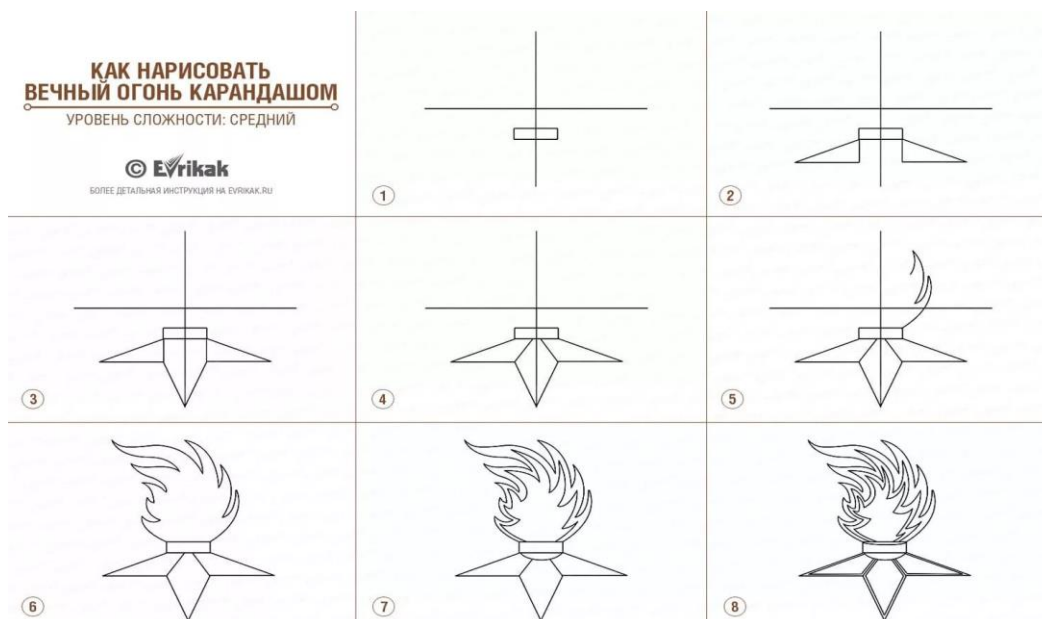 КАК НАРИСОВАТЬ
ВЕЧНЫЙ ОГОНЬ КАРАНДАШОМ
УРОВЕНЬ СЛОЖНОСТИ: СРЕДНИЙ
© Evrikak
БОЛЕЕ ДЕТАЛЬНАЯ ИНСТРУКЦИЯ НА EVRIKAK.RU
1
2
3
4
5
6
7
8